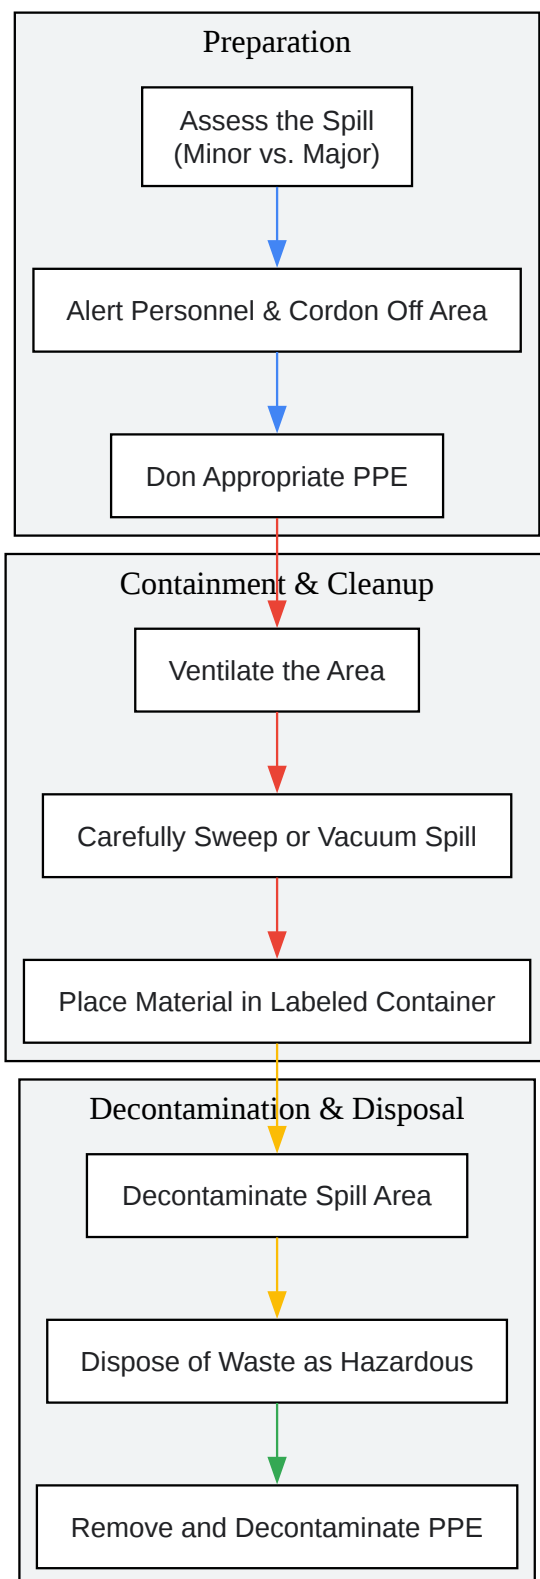 Preparation
Assess the Spill
(Minor vs. Major)
Alert Personnel & Cordon Off Area
Don Appropriate PPE
Containment & Cleanup
Ventilate the Area
Carefully Sweep or Vacuum Spill
Place Material in Labeled Container
Decontamination & Disposal
Decontaminate Spill Area
Dispose of Waste as Hazardous
Remove and Decontaminate PPE